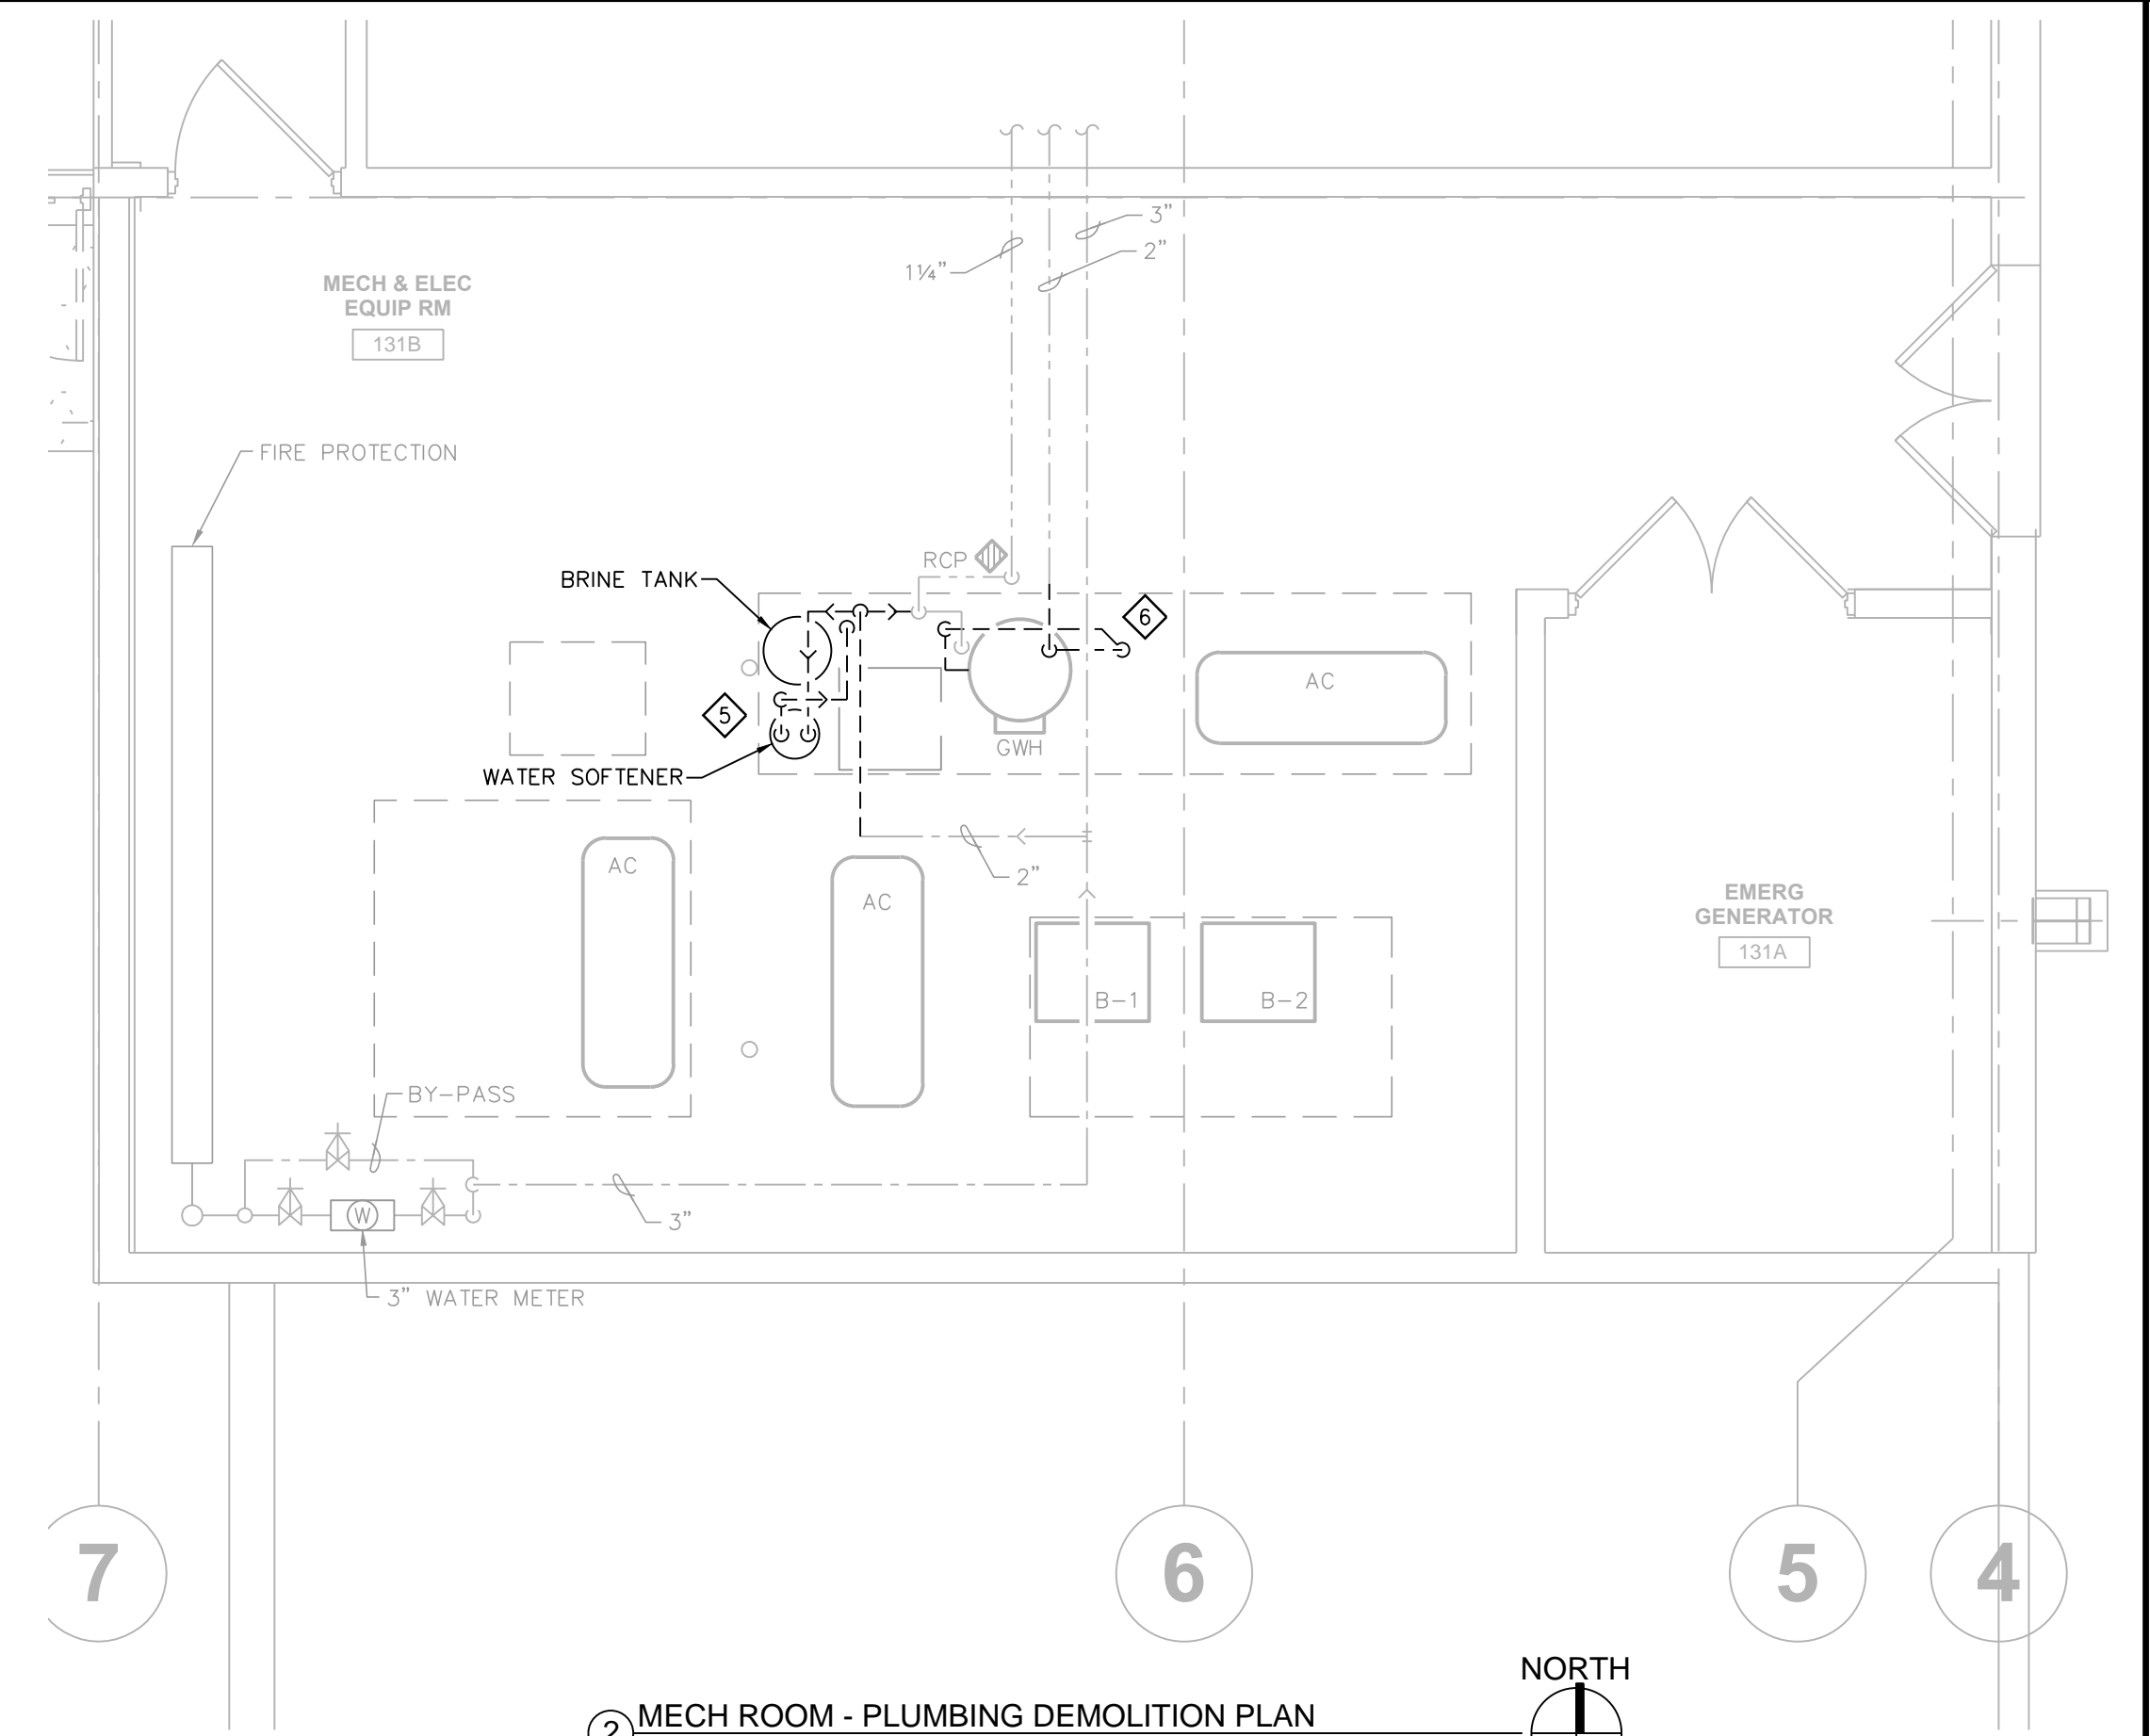 3"
2"
1¼"
MECH & ELEC
EQUIP RM
131B
FIRE PROTECTION
RCP
BRINE TANK
6
AC
5
GWH
WATER SOFTENER
AC
2"
AC
EMERG
GENERATOR
131A
B-1
B-2
BY-PASS
W
3"
3" WATER METER
7
6
5
4
NORTH
2
MECH ROOM - PLUMBING DEMOLITION PLAN